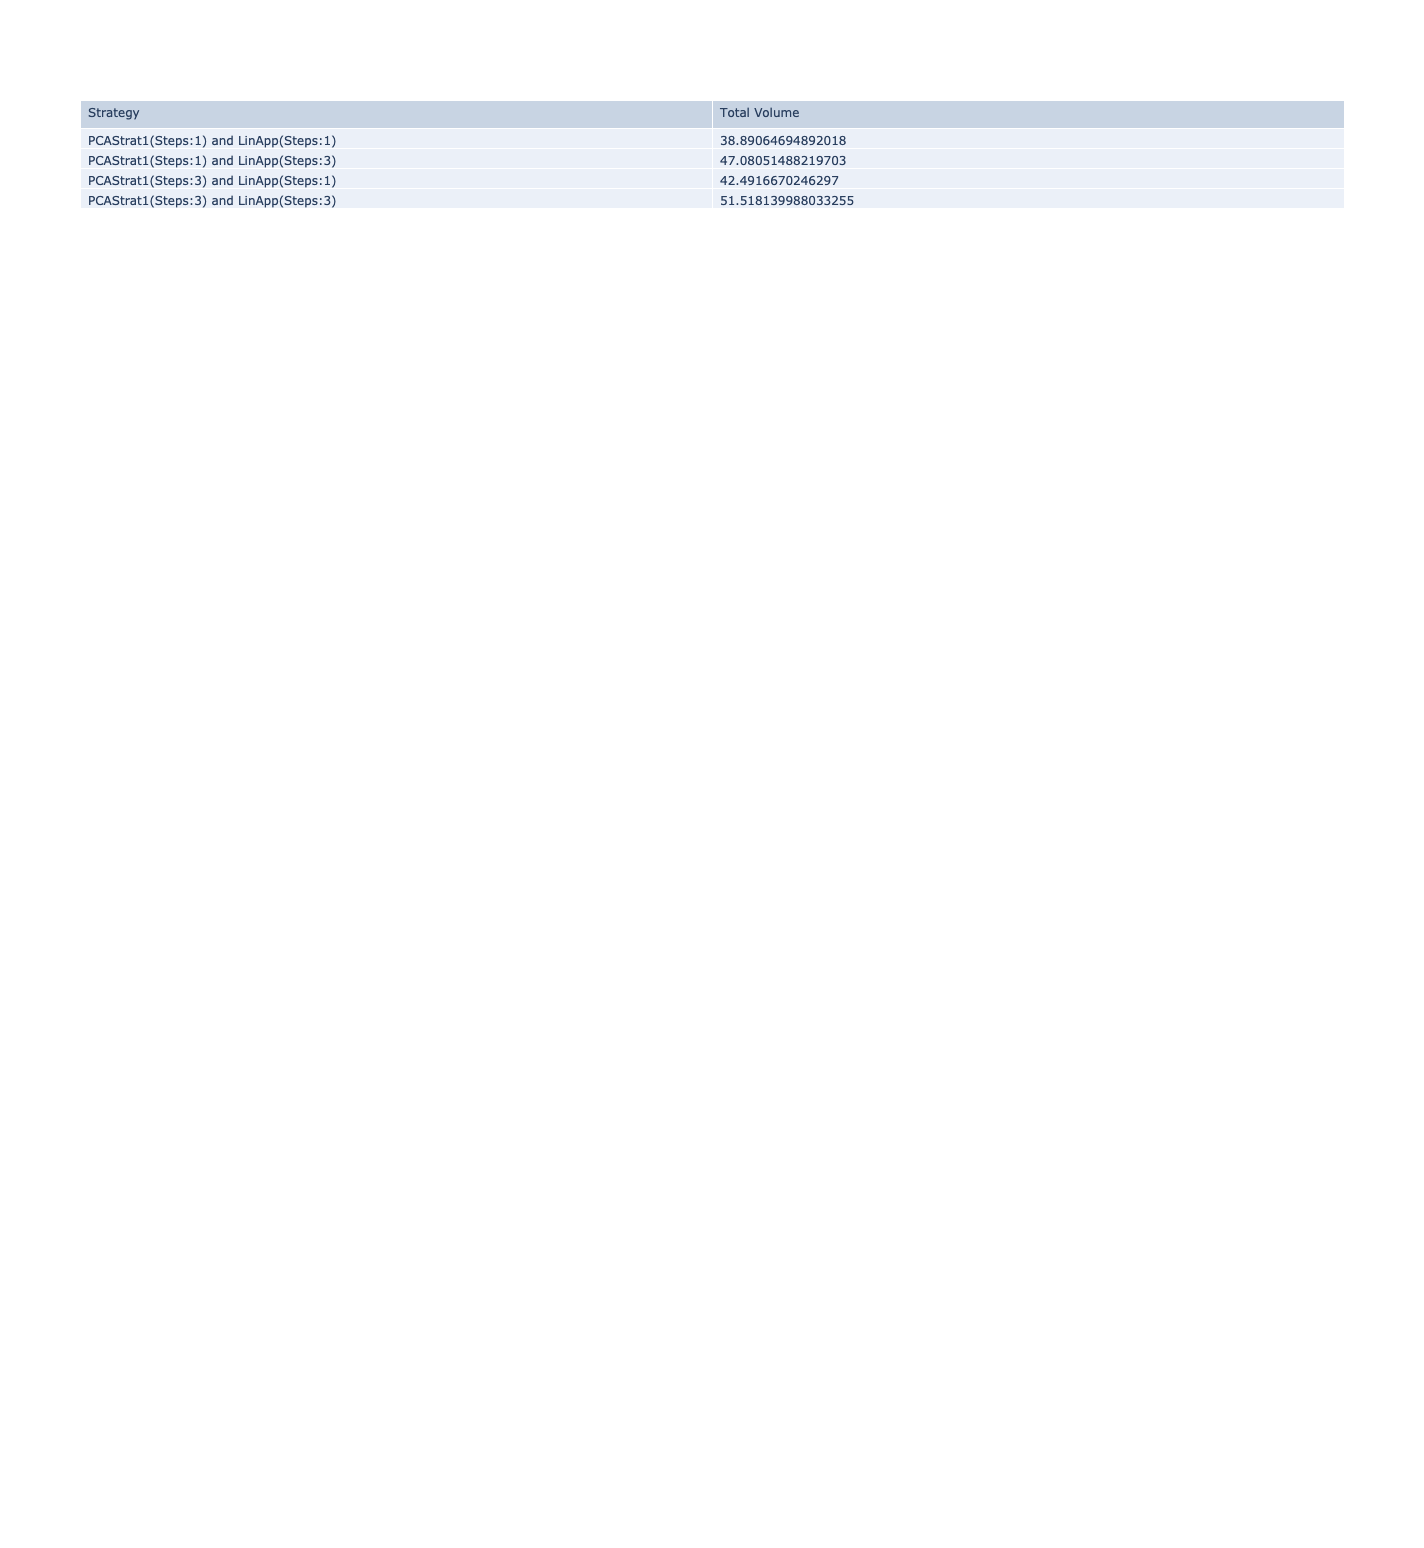 Strategy Total Volume
PCAStrat1(Steps:1) and LinApp(Steps:1) 38.89064694892018
PCAStrat1(Steps:1) and LinApp(Steps:3) 47.08051488219703
PCAStrat1(Steps:3) and LinApp(Steps:1) 42.4916670246297
PCAStrat1(Steps:3) and LinApp(Steps:3) 51.518139988033255